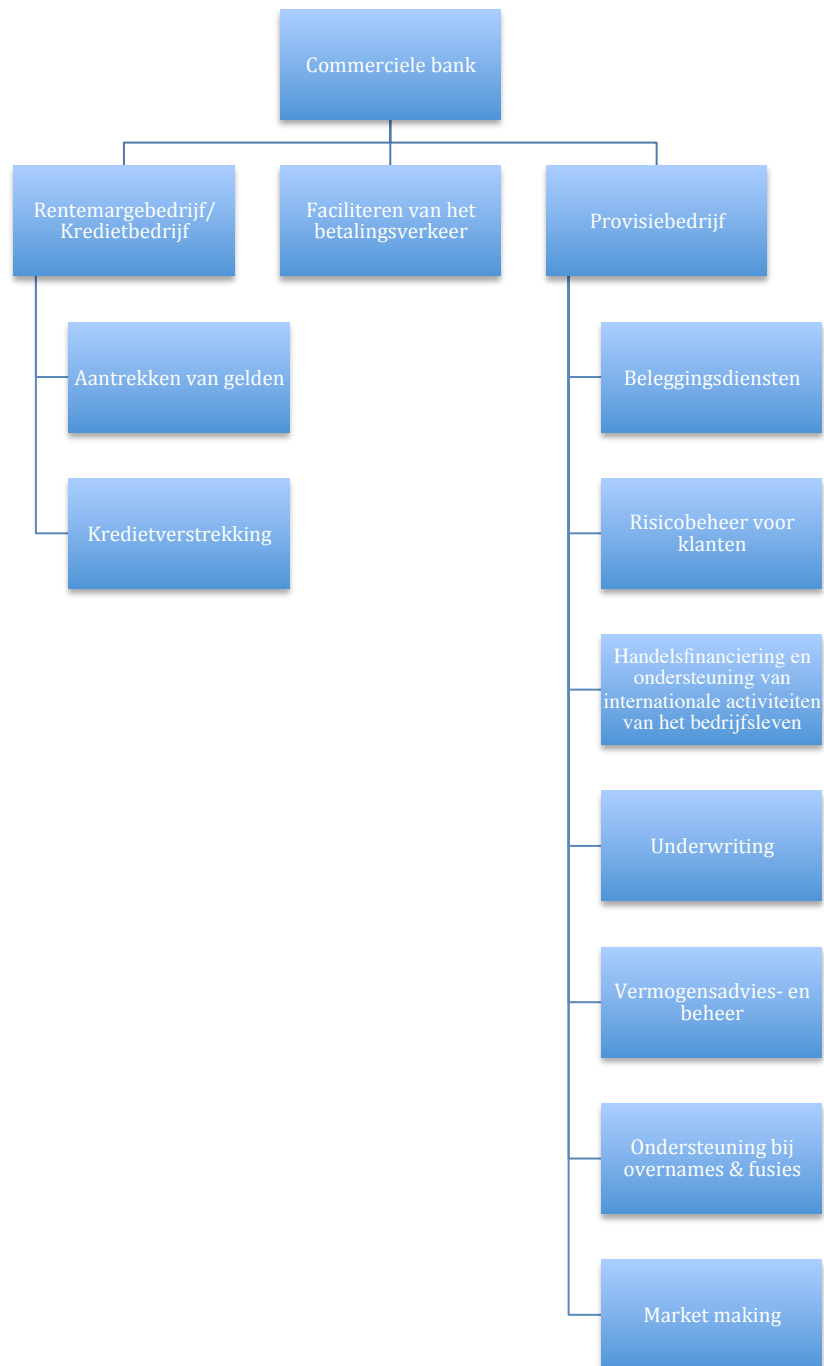 Commerciele bank
Rentemargebedrijf/
Kredietbedrijf
Faciliteren van het
betalingsverkeer
Provisiebedrijf
Aantrekken van gelden
Kredietverstrekking
Beleggingsdiensten
Risicobeheer voor
klanten
Handelsfinanciering en
ondersteuning van
internationale activiteiten
van het bedrijfsleven
Underwriting
Vermogensadvies- en
beheer
Ondersteuning bij
overnames & fusies
Market making